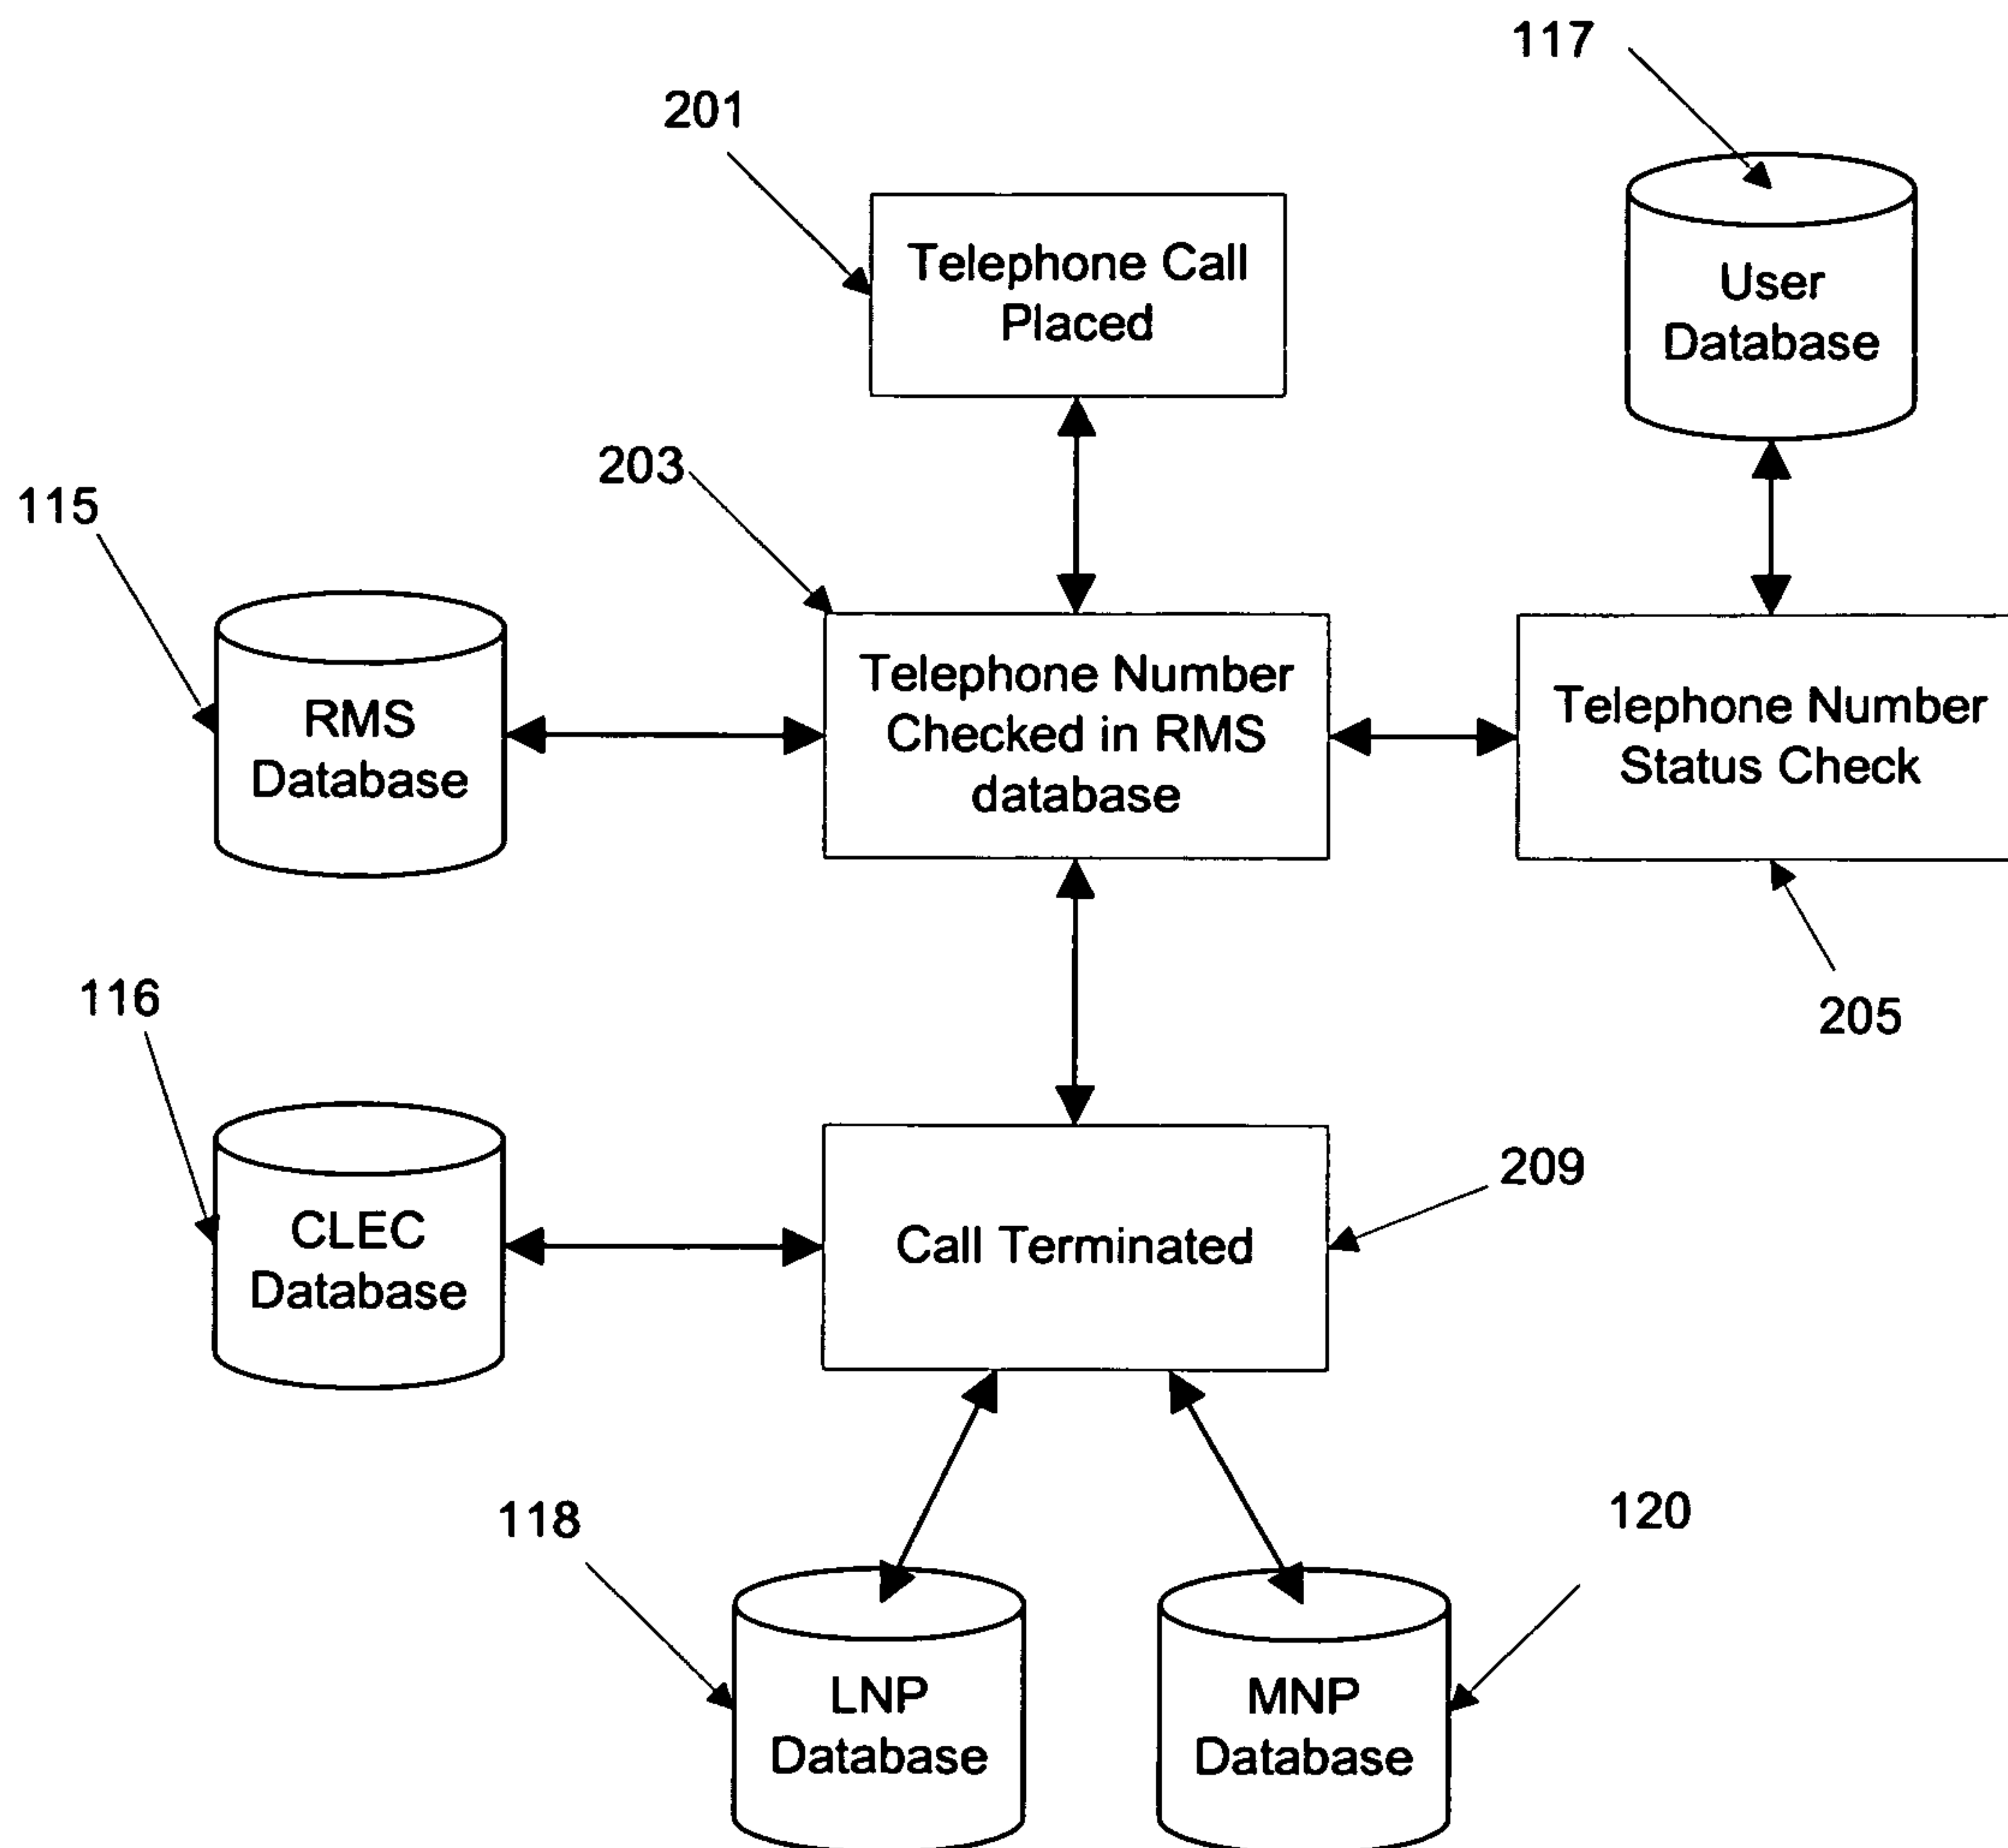 117
201
Telephone Call
Placed
User
Database
203
115
RMS
Database
Telephone Number
Checked in RMS
database
Telephone Number
Status Check
116
205
CLEC
Database
Call Terminated
209
118
120
LNP
Database
MNP
Database